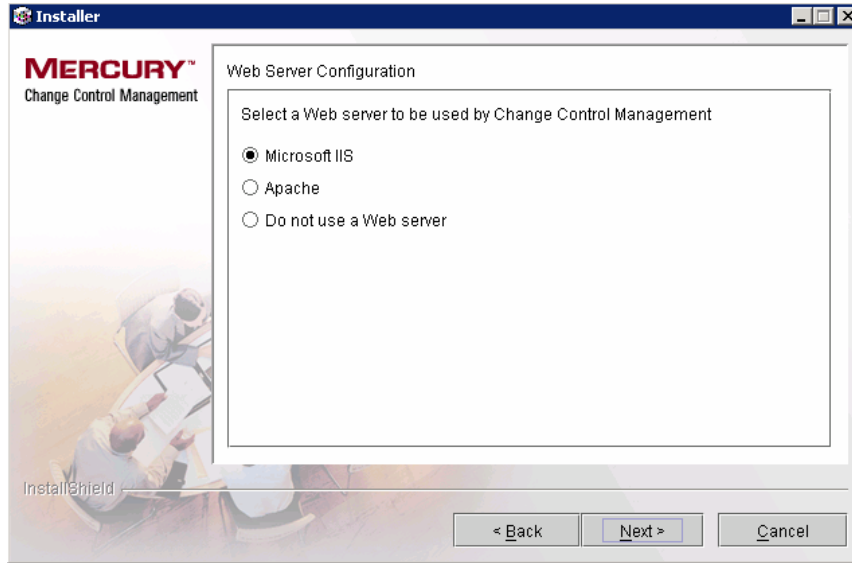 Installer
MERCURY™
Change Control Management
Web Server Configuration
Select a Web server to be used by Change Control Management
Microsoft IIS
Apache
Do not use a Web server
InstallShield
< Back
Next >
Cancel